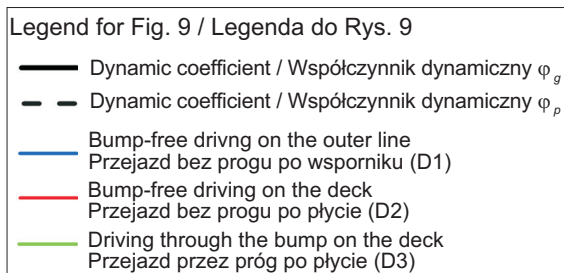 Legend for Fig. 9 / Legenda do Rys. 9
Dynamic coefficient / Współczynnik dynamiczny φg
Dynamic coefficient / Współczynnik dynamiczny φp
Bump-free drivng on the outer line
Przejazd bez progu po wsporniku (D1)
Bump-free driving on the deck
Przejazd bez progu po płycie (D2)
Driving through the bump on the deck
Przejazd przez próg po płycie (D3)